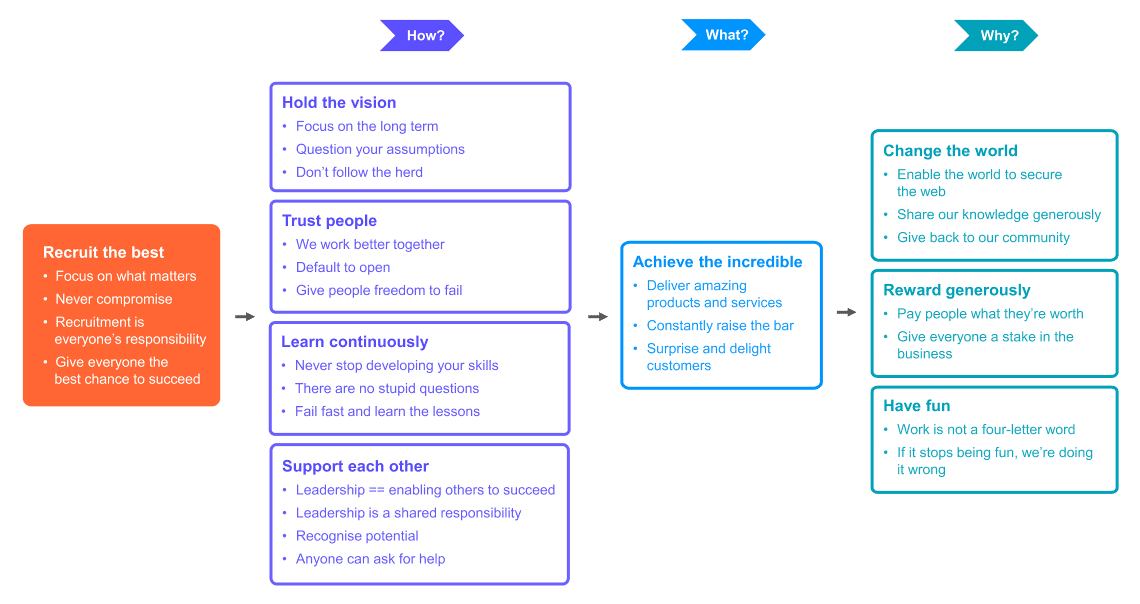 How?
What?
Why?
Recruit the best
• Focus on what matters
• Never compromise
• Recruitment is
everyone's responsibility
• Give everyone the
best chance to succeed
Hold the vision
• Focus on the long term
• Question your assumptions
• Don't follow the herd
Trust people
• We work better together
• Default to open
• Give people freedom to fail
Learn continuously
• Never stop developing your skills
• There are no stupid questions
• Fail fast and learn the lessons
Support each other
• Leadership == enabling others to succeed
• Leadership is a shared responsibility
• Recognise potential
• Anyone can ask for help
Achieve the incredible
• Deliver amazing
products and services
• Constantly raise the bar
• Surprise and delight
customers
Change the world
• Enable the world to secure
the web
• Share our knowledge generously
• Give back to our community
Reward generously
• Pay people what they're worth
• Give everyone a stake in the
business
Have fun
• Work is not a four-letter word
• If it stops being fun, we're doing
it wrong